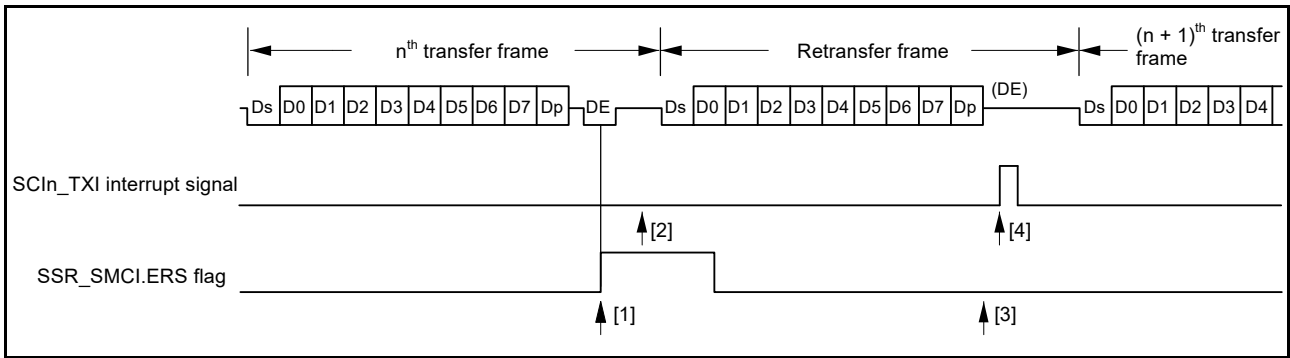 nth transfer frame
Retransfer frame
(n + 1)th transfer
frame
(DE)
Ds D0 D1 D2 D3 D4 D5 D6 D7 Dp DE Ds D0 D1 D2 D3 D4 D5 D6 D7 Dp Ds D0 D1 D2 D3 D4
SCIn_TXI interrupt signal
[2] [4]
SSR_SMCI.ERS flag
[1] [3]